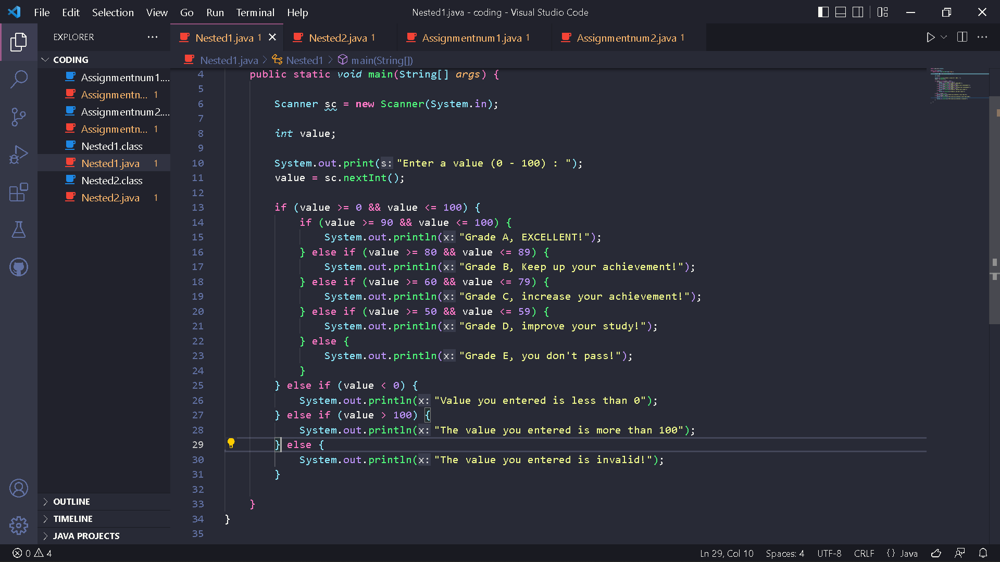 File Edit Selection View Go Run Terminal Help
Nested1.java - coding - Visual Studio Code
EXPLORER
Nested1.java 1
Nested2.java 1
Assignmentnum1.java 1
Assignmentnum2.java 1
CODING
Nested1.java > Nested1 > main(String[])
Assignmentnum1....
Assignmentn... 1
Assignmentnum2....
Assignmentn... 1
Nested1.class
Nested1.java 1
Nested2.class
Nested2.java 1
OUTLINE
TIMELINE
JAVA PROJECTS
4 public static void main(String[] args) {
5
6 Scanner sc = new Scanner(System.in);
7
8 int value;
9
10 System.out.print(s: "Enter a value (0 - 100) : ");
11 value = sc.nextInt();
12
13 if (value >= 0 && value <= 100) {
14 if (value >= 90 && value <= 100) {
15 System.out.println(x: "Grade A, EXCELLENT!");
16 } else if (value >= 80 && value <= 89) {
17 System.out.println(x: "Grade B, Keep up your achievement!");
18 } else if (value >= 60 && value <= 79) {
19 System.out.println(x: "Grade C, increase your achievement!");
20 } else if (value >= 50 && value <= 59) {
21 System.out.println(x: "Grade D, improve your study!");
22 } else {
23 System.out.println(x: "Grade E, you don't pass!");
24 }
25 } else if (value < 0) {
26 System.out.println(x: "Value you entered is less than 0");
27 } else if (value > 100) {
28 System.out.println(x: "The value you entered is more than 100");
29 } else {
30 System.out.println(x: "The value you entered is invalid!");
31 }
32
33 }
34 }
35
0 4
Ln 29, Col 10 Spaces: 4 UTF-8 CRLF {} Java